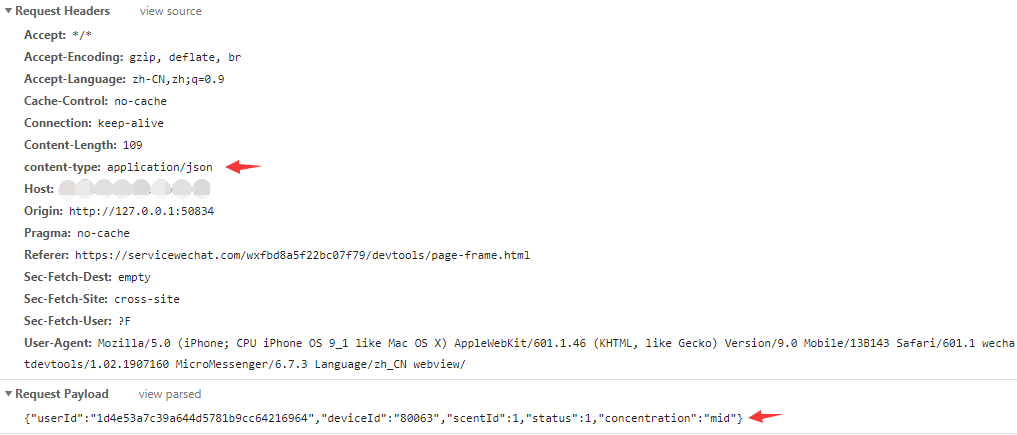 Request Headers view source
Accept: */*
Accept-Encoding: gzip, deflate, br
Accept-Language: zh-CN,zh;q=0.9
Cache-Control: no-cache
Connection: keep-alive
Content-Length: 109
content-type: application/json
Host:
Origin: http://127.0.0.1:50834
Pragma: no-cache
Referer: https://servicewechat.com/wxfbd8a5f22bc07f79/devtools/page-frame.html
Sec-Fetch-Dest: empty
Sec-Fetch-Site: cross-site
Sec-Fetch-User: ?F
User-Agent: Mozilla/5.0 (iPhone; CPU iPhone OS 9_1 like Mac OS X) AppleWebKit/601.1.46 (KHTML, like Gecko) Version/9.0 Mobile/13B143 Safari/601.1 wecha
tdevtools/1.02.1907160 MicroMessenger/6.7.3 Language/zh_CN webview/
Request Payload view parsed
{"userId":"1d4e53a7c39a644d5781b9cc64216964","deviceId":"80063","scentId":1,"status":1,"concentration":"mid"}